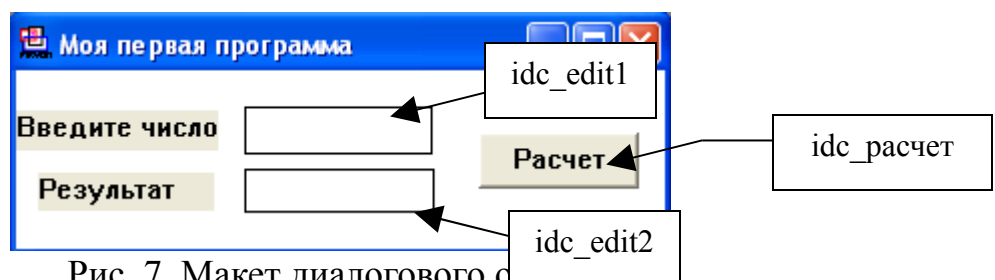 Моя первая программа
idc_edit1
Введите число
Расчет
idc_расчет
Результат
idc_edit2
Рис. 7. Макет диалогового